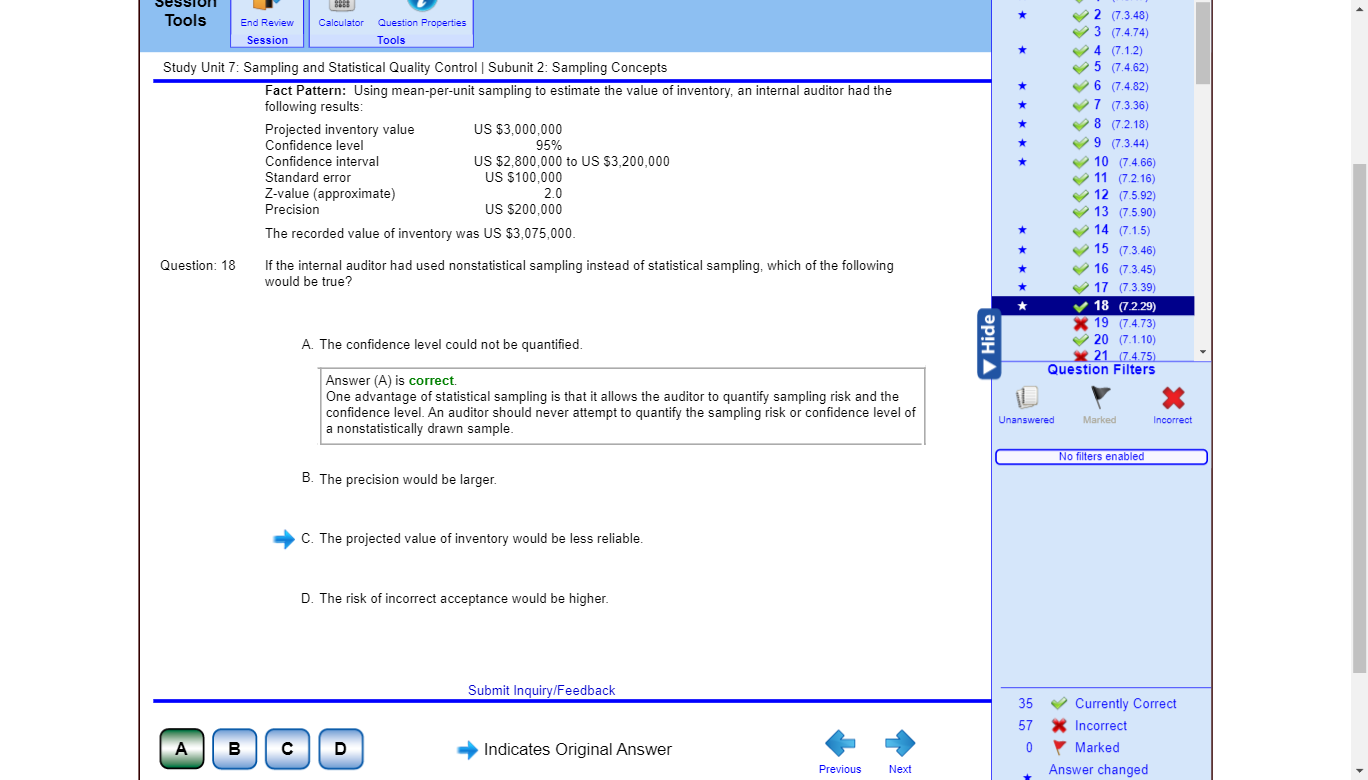 Session
Tools
End Review
Session
Calculator
Question Properties
Tools
Study Unit 7: Sampling and Statistical Quality Control | Subunit 2: Sampling Concepts
Fact Pattern: Using mean-per-unit sampling to estimate the value of inventory, an internal auditor had the
following results:
Projected inventory value US $3,000,000
Confidence level 95%
Confidence interval US $2,800,000 to US $3,200,000
Standard error US $100,000
Z-value (approximate) 2.0
Precision US $200,000
The recorded value of inventory was US $3,075,000.
Question: 18 If the internal auditor had used nonstatistical sampling instead of statistical sampling, which of the following
would be true?
A. The confidence level could not be quantified.
Answer (A) is correct.
One advantage of statistical sampling is that it allows the auditor to quantify sampling risk and the
confidence level. An auditor should never attempt to quantify the sampling risk or confidence level of
a nonstatistically drawn sample.
B. The precision would be larger.
C. The projected value of inventory would be less reliable.
D. The risk of incorrect acceptance would be higher.
Submit Inquiry/Feedback
A B C D
Indicates Original Answer
Previous
Next
2 (7.3.48)
3 (7.4.74)
4 (7.1.2)
5 (7.4.62)
6 (7.4.82)
7 (7.3.36)
8 (7.2.18)
9 (7.3.44)
10 (7.4.66)
11 (7.2.16)
12 (7.5.92)
13 (7.5.90)
14 (7.1.5)
15 (7.3.46)
16 (7.3.45)
17 (7.3.39)
18 (7.2.29)
19 (7.4.73)
20 (7.1.10)
21 (7.4.75)
Hide
Question Filters
Unanswered
Marked
Incorrect
No filters enabled
35 Currently Correct
57 Incorrect
0 Marked
Answer changed